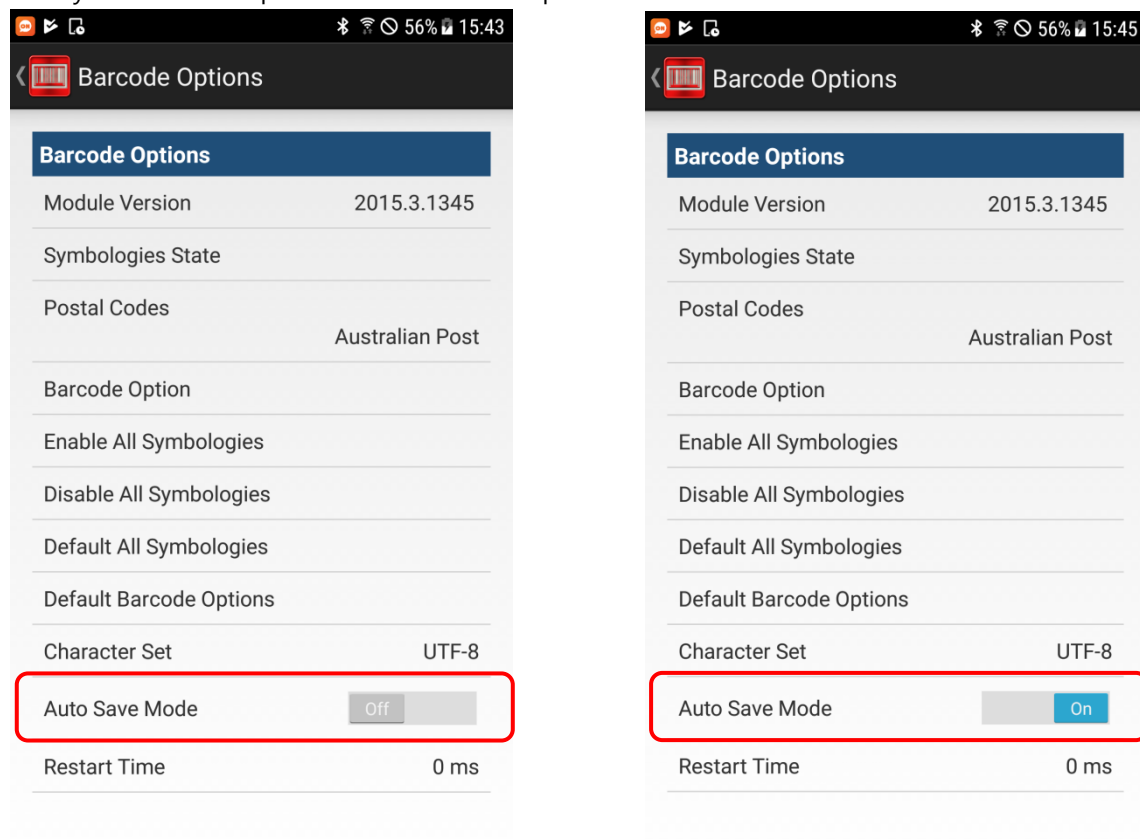 56% 15:43
Barcode Options
Barcode Options
Module Version 2015.3.1345
Symbologies State
Postal Codes
Australian Post
Barcode Option
Enable All Symbologies
Disable All Symbologies
Default All Symbologies
Default Barcode Options
Character Set UTF-8
Auto Save Mode Off
Restart Time 0 ms
56% 15:45
Barcode Options
Barcode Options
Module Version 2015.3.1345
Symbologies State
Postal Codes
Australian Post
Barcode Option
Enable All Symbologies
Disable All Symbologies
Default All Symbologies
Default Barcode Options
Character Set UTF-8
Auto Save Mode On
Restart Time 0 ms